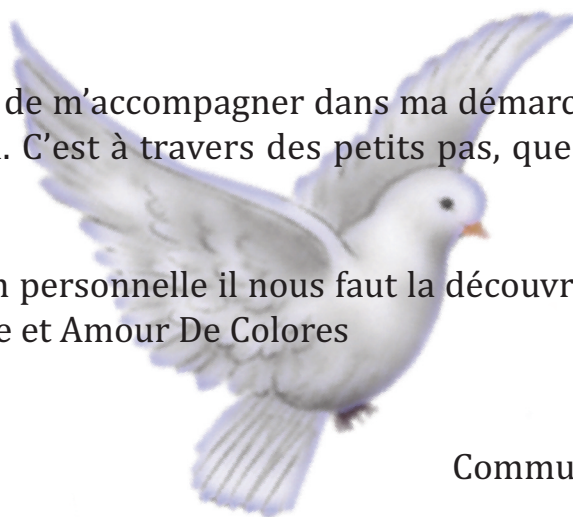 de m’accompagner dans ma démarc
. C’est à travers des petits pas, que
personnelle il nous faut la découvr
e et Amour De Colores
Commu